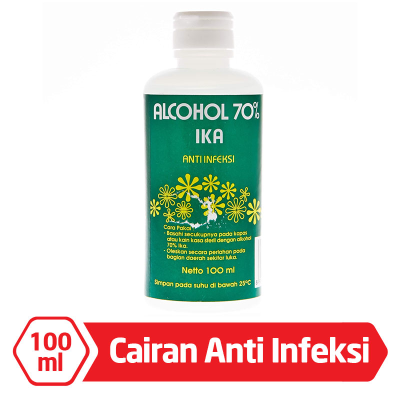 ALCOHOL 70%
IKA
ANTI INFEKSI
Cara Pakai
- Basahi secukupnya pada kapas
atau kain kasa steril dengan alkohol
70% Ika.
- Oleskan secara perlahan pada
bagian daerah sekitar luka.
Netto 100 ml
Simpan pada suhu di bawah 25°C
100
ml
Cairan Anti Infeksi